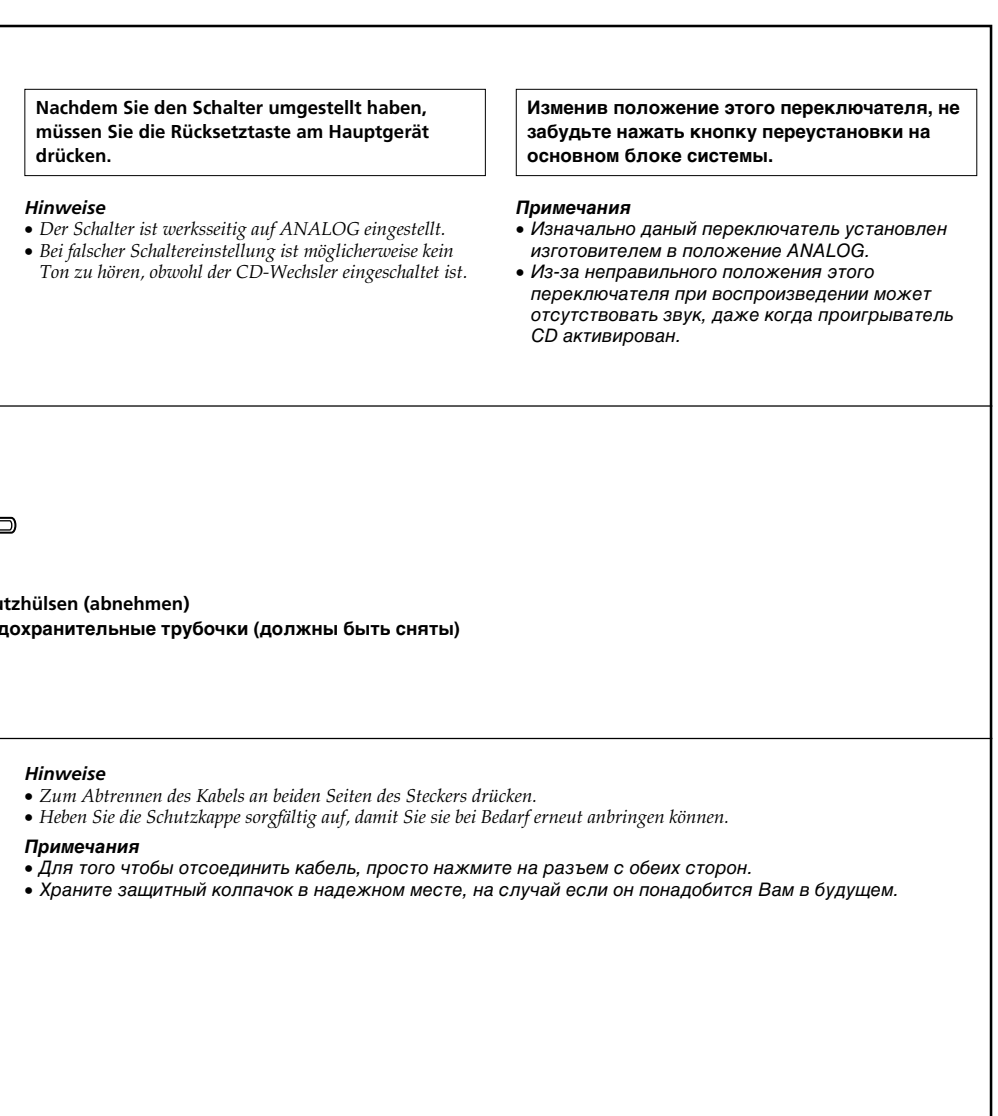 Nachdem Sie den Schalter umgestellt haben,
müssen Sie die Rücksetztaste am Hauptgerät
drücken.
Hinweise
• Der Schalter ist werksseitig auf ANALOG eingestellt.
• Bei falscher Schaltereinstellung ist möglicherweise kein
Ton zu hören, obwohl der CD-Wechsler eingeschaltet ist.
Изменив положение этого переключателя, не
забудьте нажать кнопку переустановки на
основном блоке системы.
Примечания
• Изначально даный переключатель установлен
изготовителем в положение ANALOG.
• Из-за неправильного положения этого
переключателя при воспроизведении может
отсутствовать звук, даже когда проигрыватель
CD активирован.
utzhülsen (abnehmen)
дохранительные трубочки (должны быть сняты)
Hinweise
• Zum Abtrennen des Kabels an beiden Seiten des Steckers drücken.
• Heben Sie die Schutzkappe sorgfältig auf, damit Sie sie bei Bedarf erneut anbringen können.
Примечания
• Для того чтобы отсоединить кабель, просто нажмите на разъем с обеих сторон.
• Храните защитный колпачок в надежном месте, на случай если он понадобится Вам в будущем.